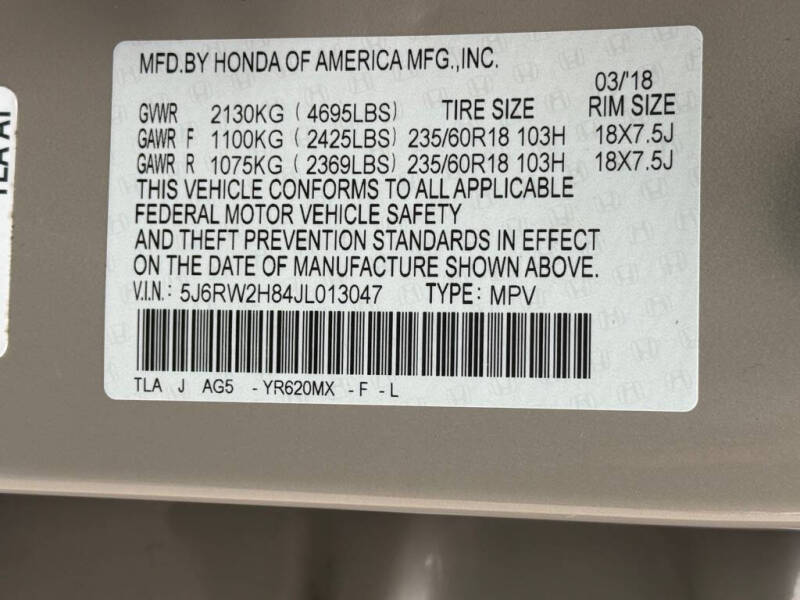 MFD.BY HONDA OF AMERICA MFG.,INC.
03/'18
GVWR 2130KG ( 4695LBS) TIRE SIZE RIM SIZE
GAWR F 1100KG ( 2425LBS) 235/60R18 103H 18X7.5J
GAWR R 1075KG ( 2369LBS) 235/60R18 103H 18X7.5J
THIS VEHICLE CONFORMS TO ALL APPLICABLE
FEDERAL MOTOR VEHICLE SAFETY
AND THEFT PREVENTION STANDARDS IN EFFECT
ON THE DATE OF MANUFACTURE SHOWN ABOVE.
V.I.N.: 5J6RW2H84JL013047 TYPE: MPV
TLA J AG5 -YR620MX -F -L